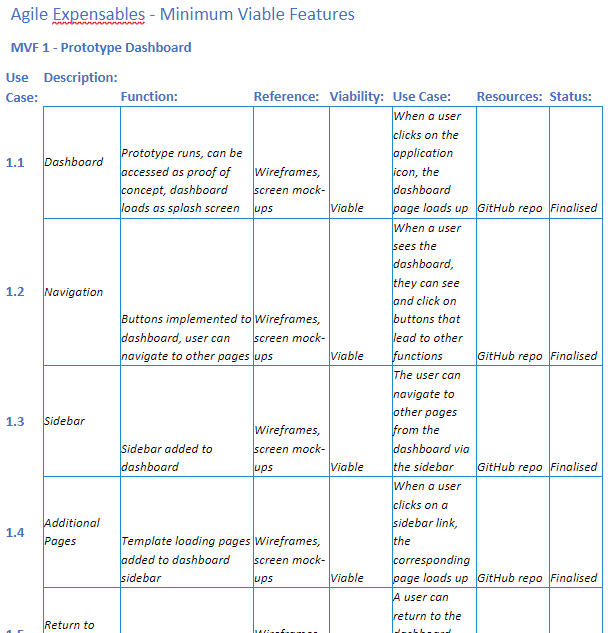 Agile Expensables - Minimum Viable Features
MVF 1 - Prototype Dashboard
Use Case: Description: Function: Reference: Viability: Use Case: Resources: Status:
1.1
Dashboard
Prototype runs, can be
accessed as proof of
concept, dashboard
loads as splash screen
Wireframes,
screen mock-
ups
Viable
When a user
clicks on the
application
icon, the
dashboard
page loads up
GitHub repo
Finalised
1.2
Navigation
Buttons implemented to
dashboard, user can
navigate to other pages
Wireframes,
screen mock-
ups
Viable
When a user
sees the
dashboard,
they can see
and click on
buttons that
lead to other
functions
GitHub repo
Finalised
1.3
Sidebar
Sidebar added to
dashboard
Wireframes,
screen mock-
ups
Viable
The user can
navigate to
other pages
from the
dashboard via
the sidebar
GitHub repo
Finalised
1.4
Additional
Pages
Template loading pages
added to dashboard
sidebar
Wireframes,
screen mock-
ups
Viable
When a user
clicks on a
sidebar link,
the
corresponding
page loads up
GitHub repo
Finalised
1.5
Return to
Wireframes,
A user can
return to the
dashboard